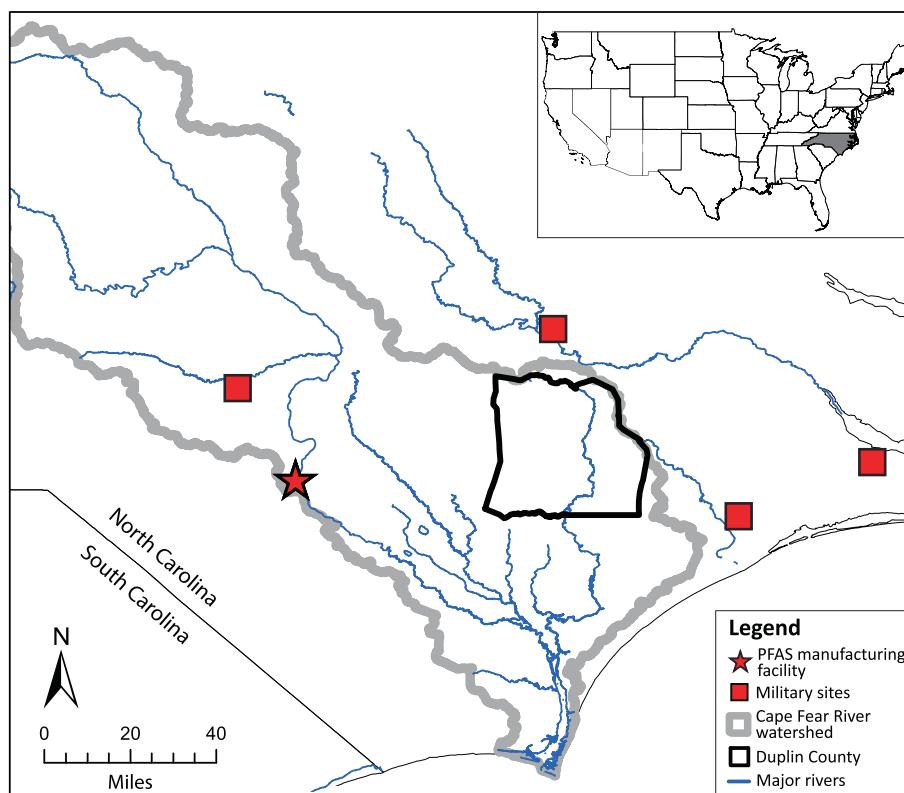 North Carolina
South Carolina
N
0 20 40
Miles
Legend
PFAS manufacturing
facility
Military sites
Cape Fear River
watershed
Duplin County
Major rivers